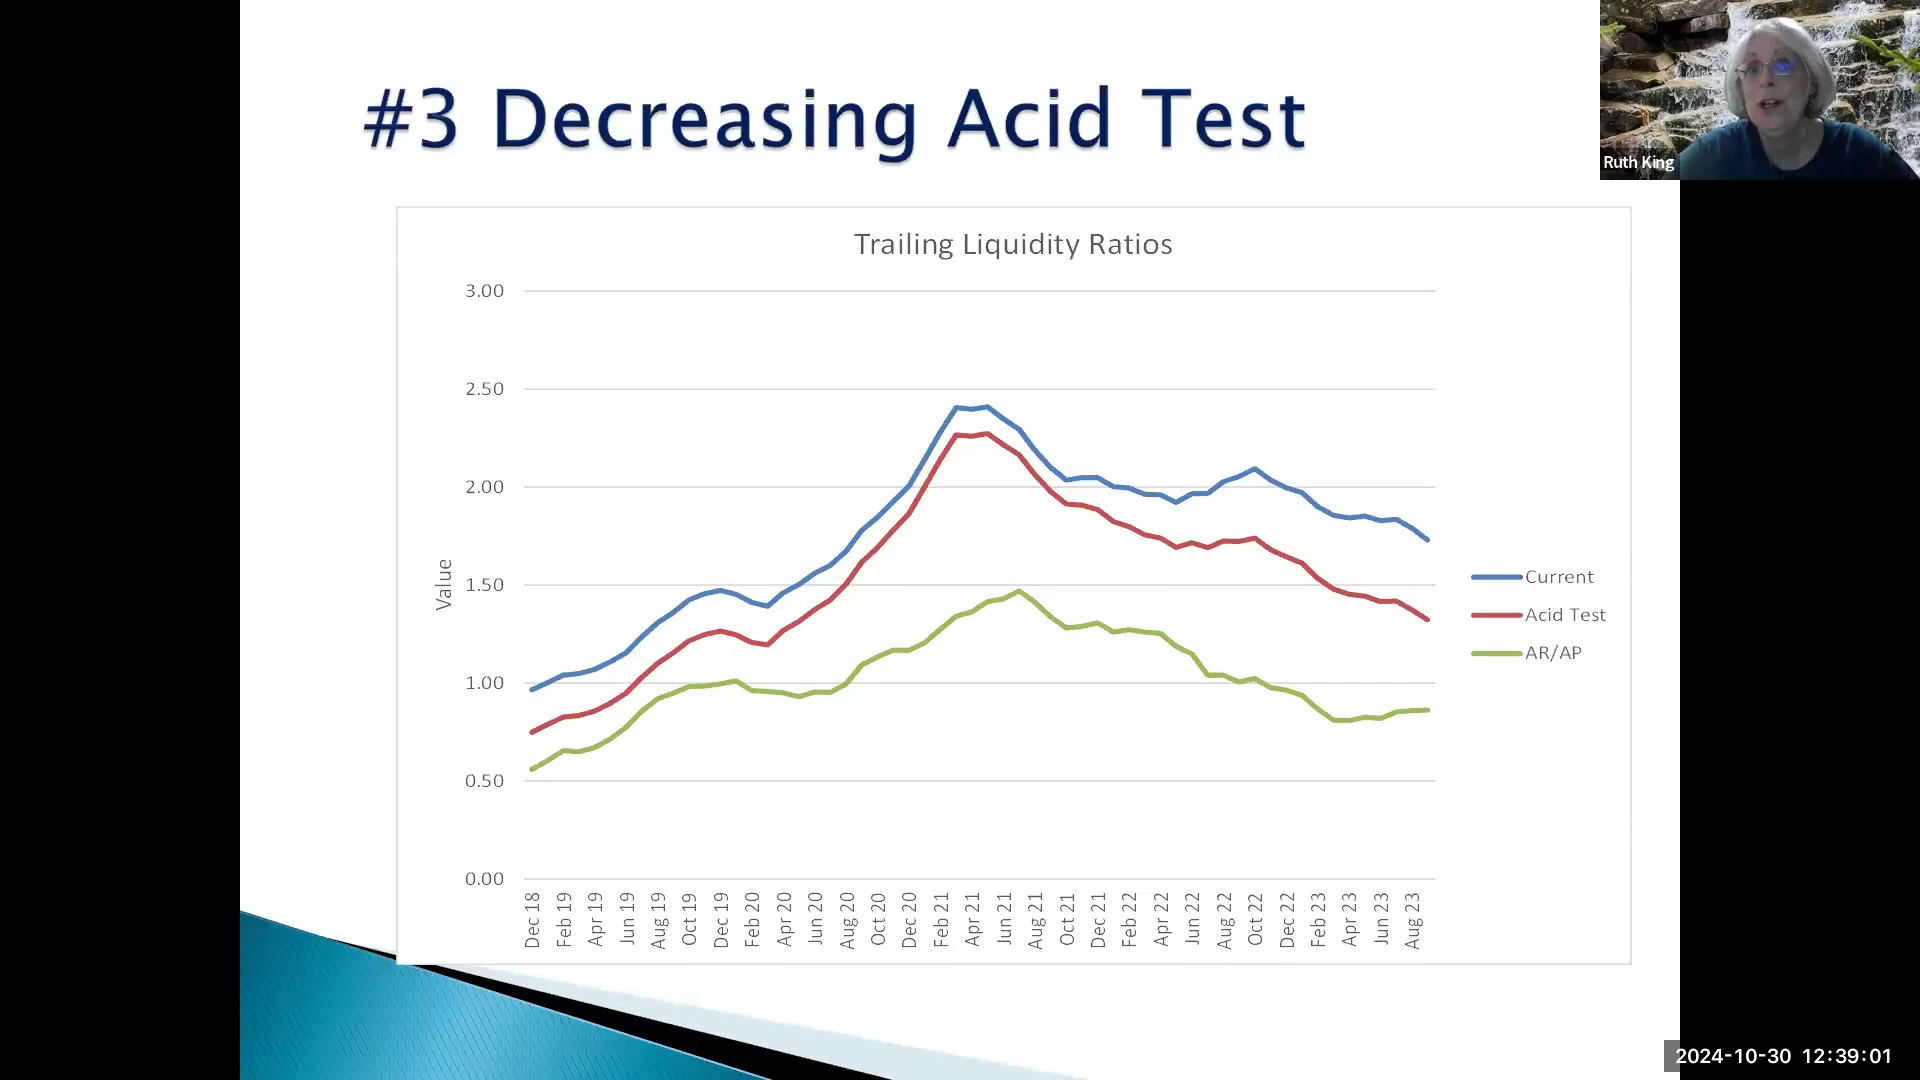 #3 Decreasing Acid Test
Ruth King
Trailing Liquidity Ratios
3.00
2.50
2.00
1.50
1.00
0.50
0.00
Value
Current
Acid Test
AR/AP
Dec 18
Feb 19
Apr 19
Jun 19
Aug 19
Oct 19
Dec 19
Feb 20
Apr 20
Jun 20
Aug 20
Oct 20
Dec 20
Feb 21
Apr 21
Jun 21
Aug 21
Oct 21
Dec 21
Feb 22
Apr 22
Jun 22
Aug 22
Oct 22
Dec 22
Feb 23
Apr 23
Jun 23
Aug 23
2024-10-30 12:39:01